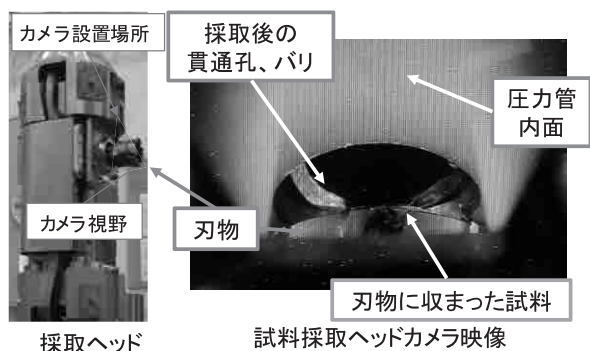 カメラ設置場所
採取後の
貫通孔、バリ
圧力管
内面
カメラ視野
刃物
刃物に収まった試料
採取ヘッド
試料採取ヘッドカメラ映像